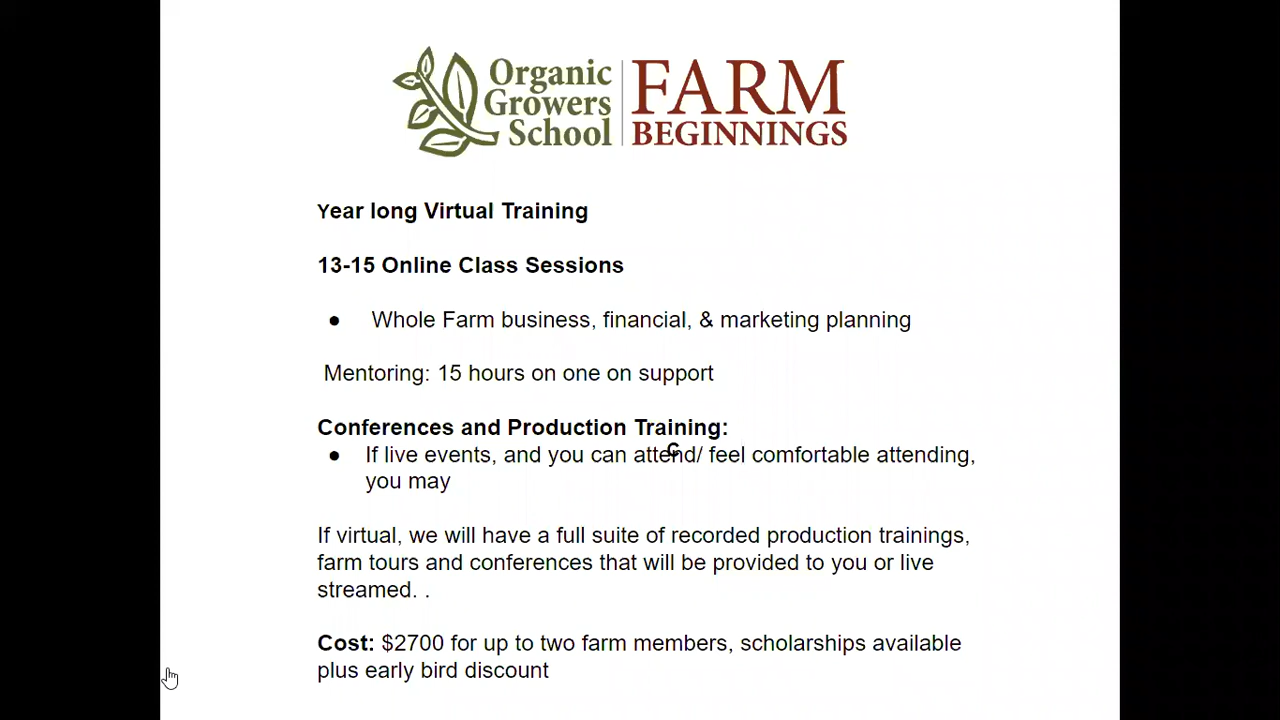 Organic
Growers
School
FARM
BEGINNINGS
Year long Virtual Training
13-15 Online Class Sessions
● Whole Farm business, financial, & marketing planning
Mentoring: 15 hours on one on support
Conferences and Production Training:
● If live events, and you can attend/ feel comfortable attending,
you may
If virtual, we will have a full suite of recorded production trainings,
farm tours and conferences that will be provided to you or live
streamed. .
Cost: $2700 for up to two farm members, scholarships available
plus early bird discount